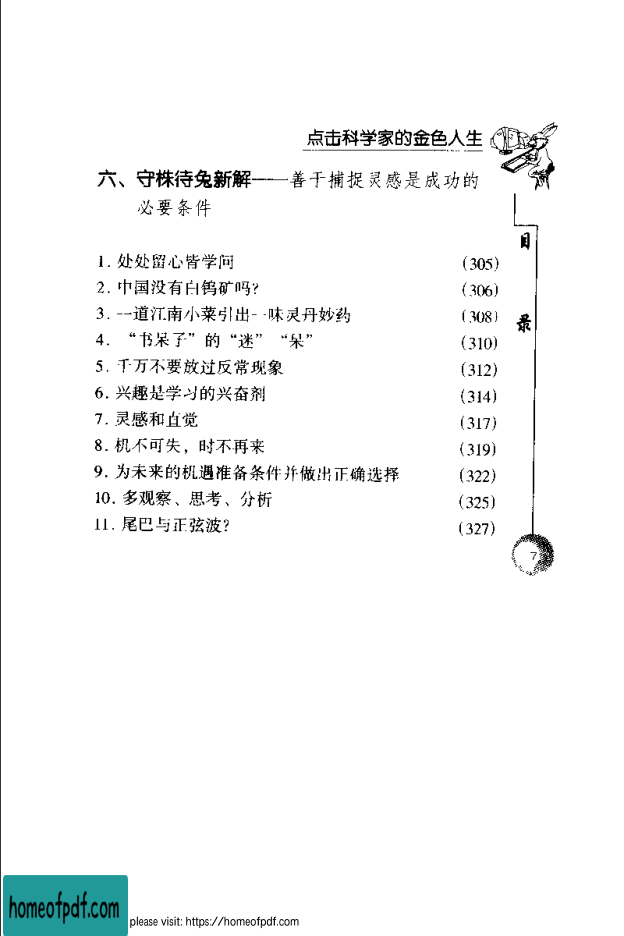 点击科学家的金色人生
六、守株待兔新解——善于捕捉灵感是成功的
必要条件
目录
1. 处处留心皆学问 (305)
2. 中国没有白钨矿吗? (306)
3. 一道江南小菜引出一味灵丹妙药 (308)
4. “书呆子”的“迷”“呆” (310)
5. 千万不要放过反常现象 (312)
6. 兴趣是学习的兴奋剂 (314)
7. 灵感和直觉 (317)
8. 机不可失，时不再来 (319)
9. 为未来的机遇准备条件并做出正确选择 (322)
10. 多观察、思考、分析 (325)
11. 尾巴与正弦波? (327)
7
homeofpdf.com
please visit: https://homeofpdf.com